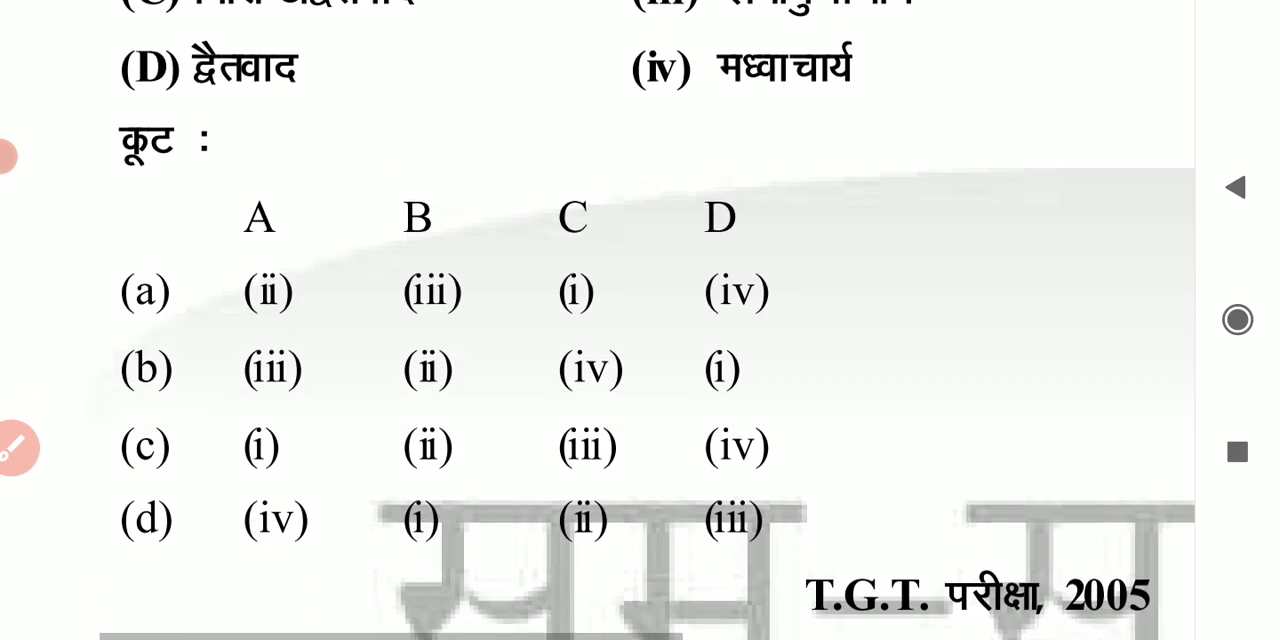 (D) द्वैतवाद (iv) मध्वाचार्य
कूट :
A B C D
(a) (ii) (iii) (i) (iv)
(b) (iii) (ii) (iv) (i)
(c) (i) (ii) (iii) (iv)
(d) (iv) (i) (ii) (iii)
T.G.T. परीक्षा, 2005